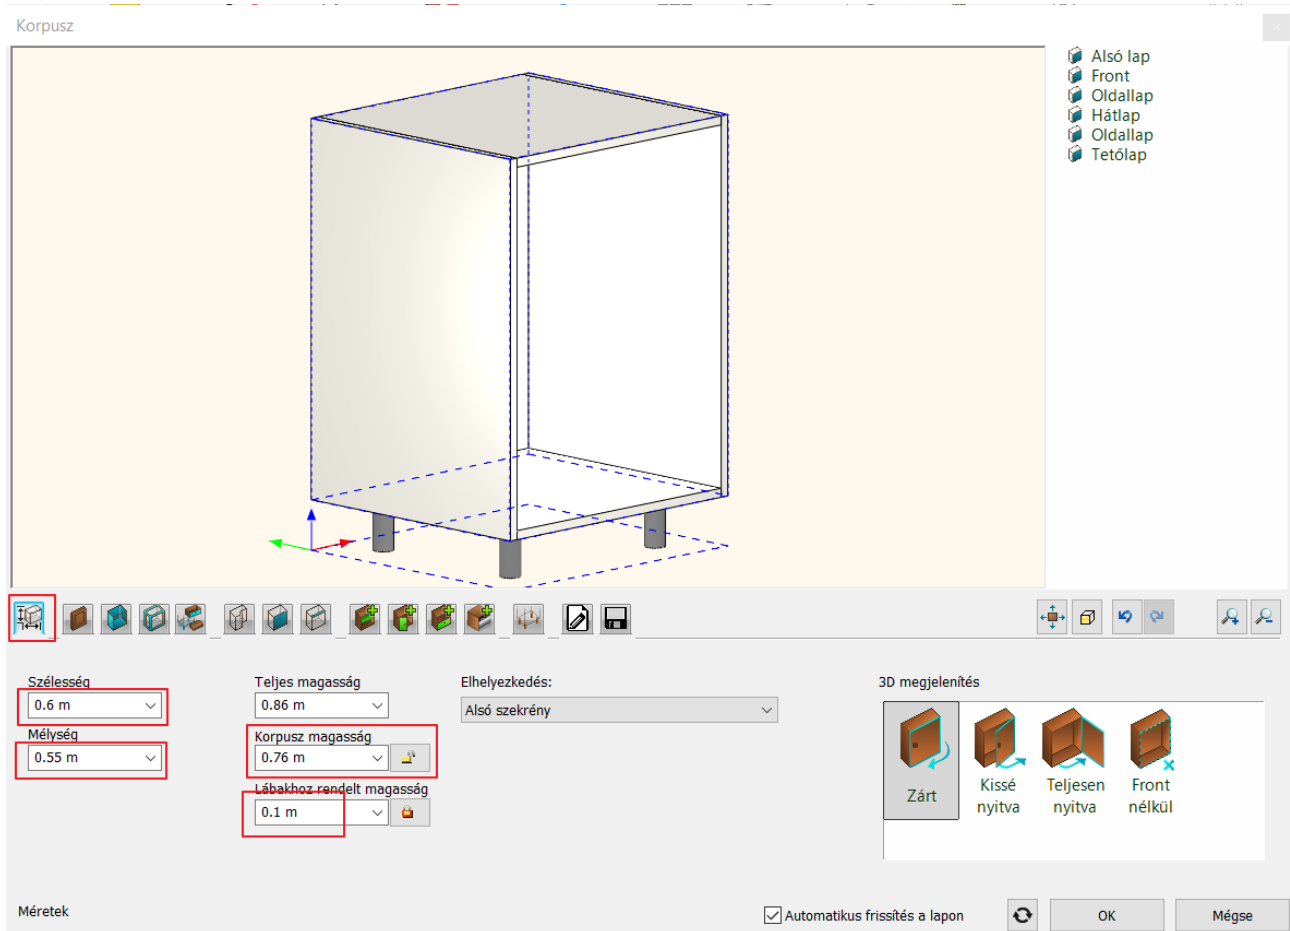 Korpusz
Alsó lap
Front
Oldallap
Hátlap
Oldallap
Tetőlap
Szélesség
0.6 m
Mélység
0.55 m
Teljes magasság
0.86 m
Korpusz magasság
0.76 m
Lábakhoz rendelt magasság
0.1 m
Elhelyezkedés:
Alsó szekrény
3D megjelenítés
Zárt
Kissé
nyitva
Teljesen
nyitva
Front
nélkül
Méretek
Automatikus frissítés a lapon
OK
Mégse